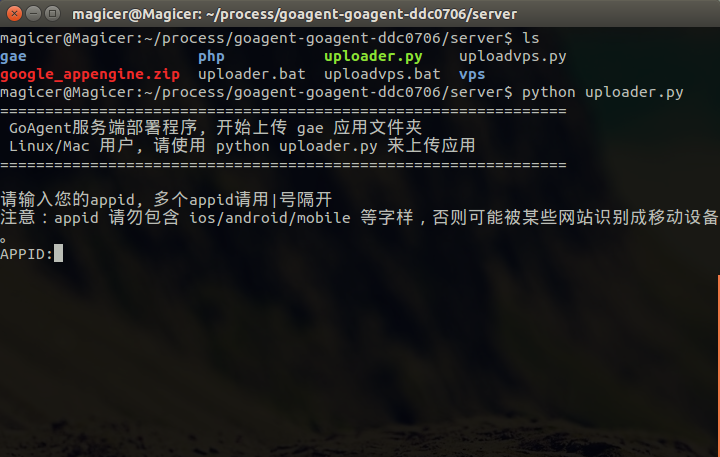 magicer@Magicer: ~/process/goagent-goagent-ddc0706/server
magicer@Magicer:~/process/goagent-goagent-ddc0706/server$ ls
gae php uploader.py uploadvps.py
google_appengine.zip uploader.bat uploadvps.bat vps
magicer@Magicer:~/process/goagent-goagent-ddc0706/server$ python uploader.py
===============================================================
GoAgent服务端部署程序, 开始上传 gae 应用文件夹
Linux/Mac 用户, 请使用 python uploader.py 来上传应用
===============================================================
请输入您的appid, 多个appid请用|号隔开
注意：appid 请勿包含 ios/android/mobile 等字样，否则可能被某些网站识别成移动设备
。
APPID: